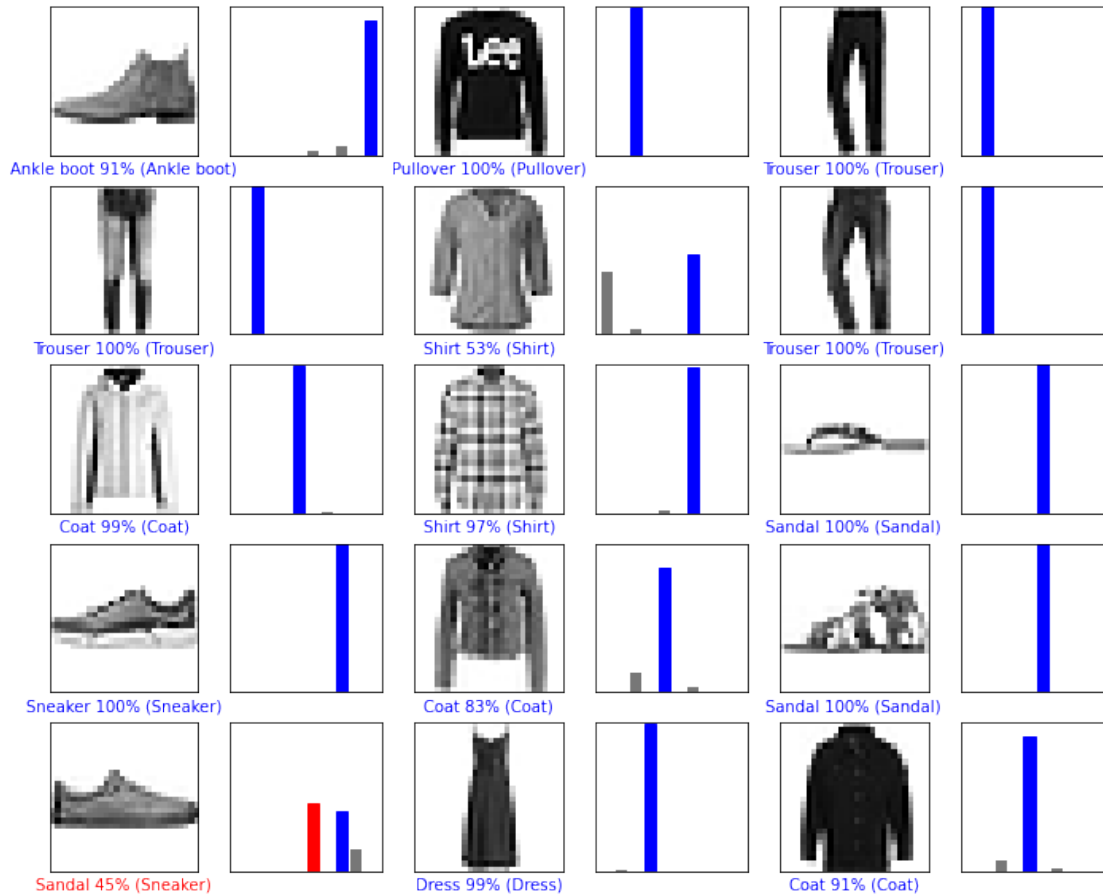 Lee
Ankle boot 91% (Ankle boot)
Pullover 100% (Pullover)
Trouser 100% (Trouser)
Trouser 100% (Trouser)
Shirt 53% (Shirt)
Trouser 100% (Trouser)
Coat 99% (Coat)
Shirt 97% (Shirt)
Sandal 100% (Sandal)
Sneaker 100% (Sneaker)
Coat 83% (Coat)
Sandal 100% (Sandal)
Sandal 45% (Sneaker)
Dress 99% (Dress)
Coat 91% (Coat)